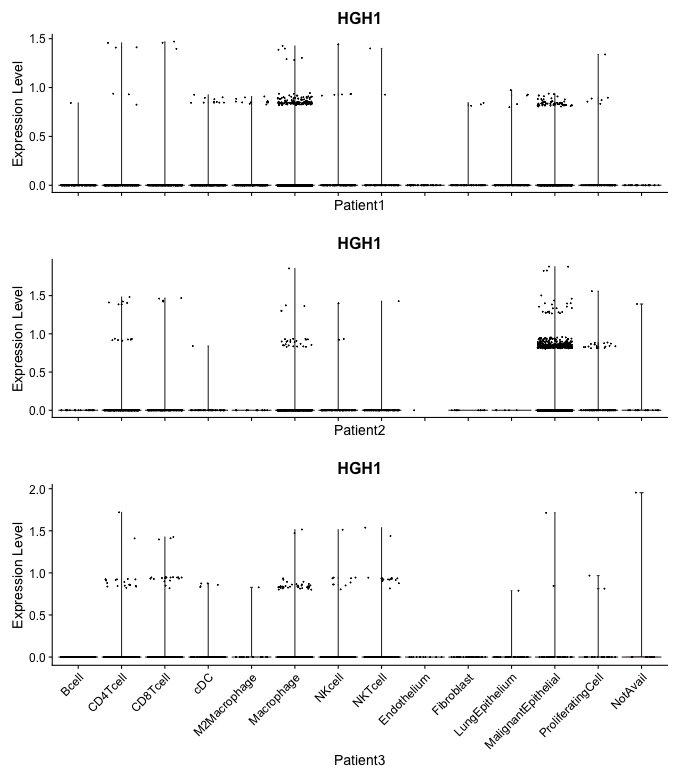 HGH1
Expression Level
1.5
1.0
0.5
0.0
Patient1
HGH1
Expression Level
1.5
1.0
0.5
0.0
Patient2
HGH1
Expression Level
2.0
1.5
1.0
0.5
0.0
Bcell
CD4Tcell
CD8Tcell
cDC
M2Macrophage
Macrophage
NKcell
NKTcell
Endothelium
Fibroblast
LungEpithelium
MalignantEpithelial
ProliferatingCell
NotAvail
Patient3